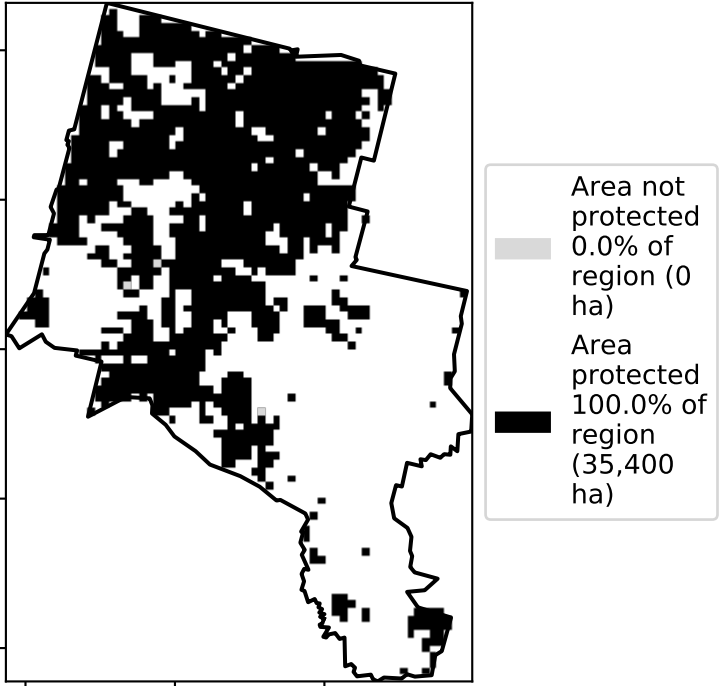 Area not
protected
0.0% of
region (0
ha)
Area
protected
100.0% of
region
(35,400
ha)